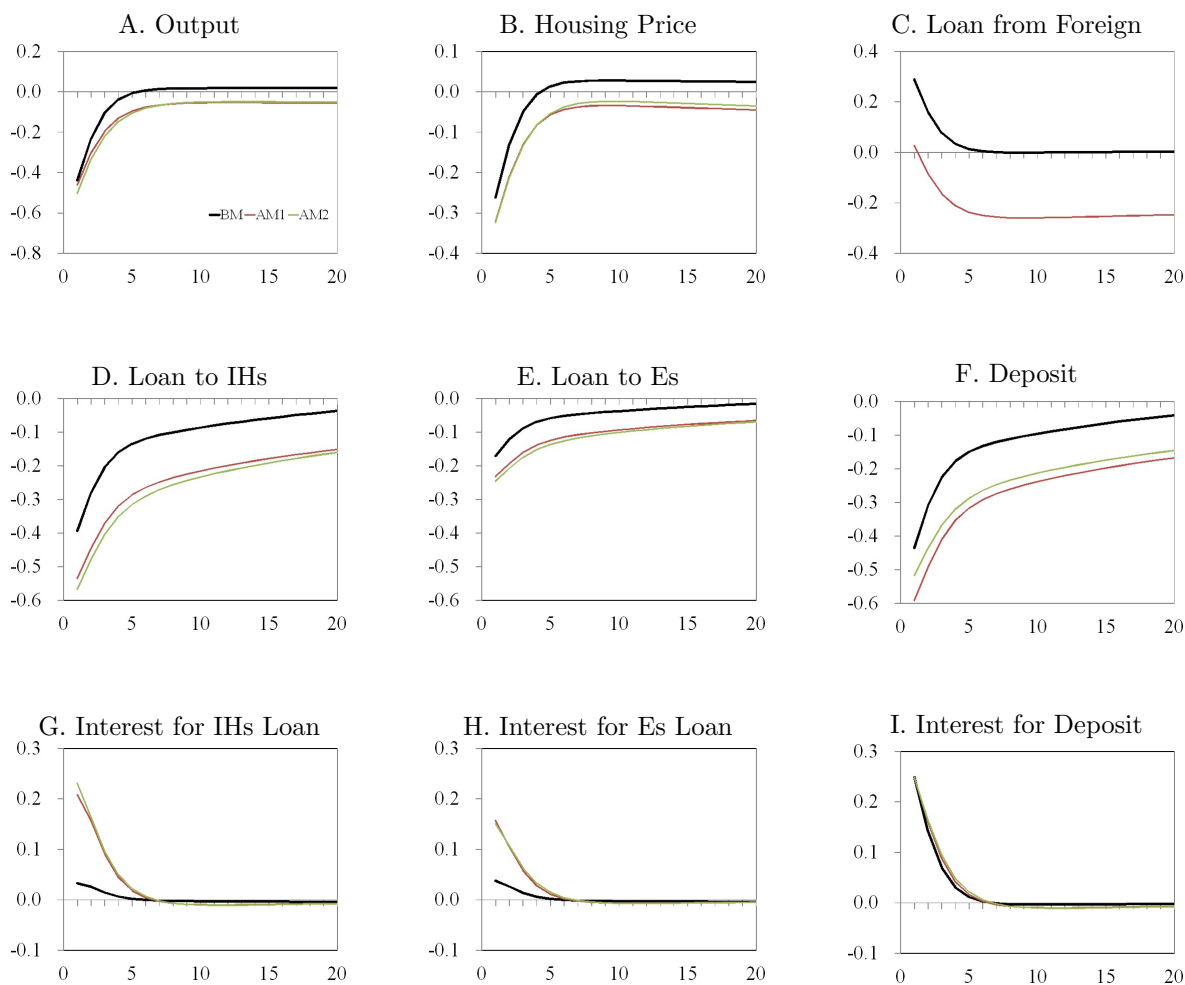 A. Output
B. Housing Price
C. Loan from Foreign
0.2
0.0
-0.2
-0.4
-0.6
-0.8
BM AM1 AM2
0 5 10 15 20
0.1
0.0
-0.1
-0.2
-0.3
-0.4
0 5 10 15 20
0.4
0.2
0.0
-0.2
-0.4
0 5 10 15 20
D. Loan to IHs
E. Loan to Es
F. Deposit
0.0
-0.1
-0.2
-0.3
-0.4
-0.5
-0.6
0 5 10 15 20
0.0
-0.1
-0.2
-0.3
-0.4
-0.5
-0.6
0 5 10 15 20
0.0
-0.1
-0.2
-0.3
-0.4
-0.5
-0.6
0 5 10 15 20
G. Interest for IHs Loan
H. Interest for Es Loan
I. Interest for Deposit
0.3
0.2
0.1
0.0
-0.1
0 5 10 15 20
0.3
0.2
0.1
0.0
-0.1
0 5 10 15 20
0.3
0.2
0.1
0.0
-0.1
0 5 10 15 20